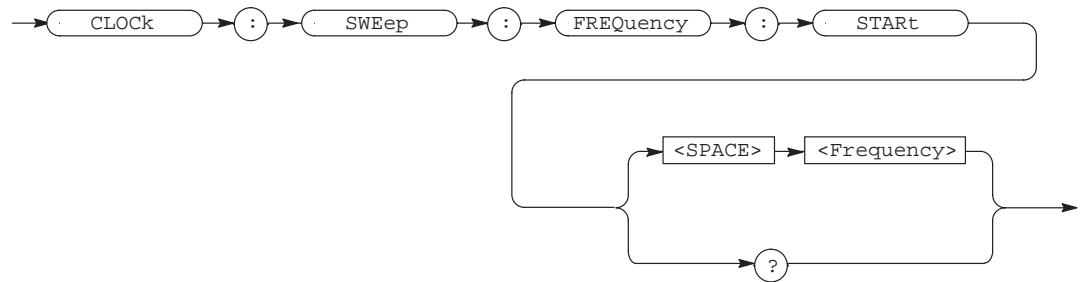 CLOCk : SWEep : FREQuency : STARt
<SPACE> <Frequency>
?